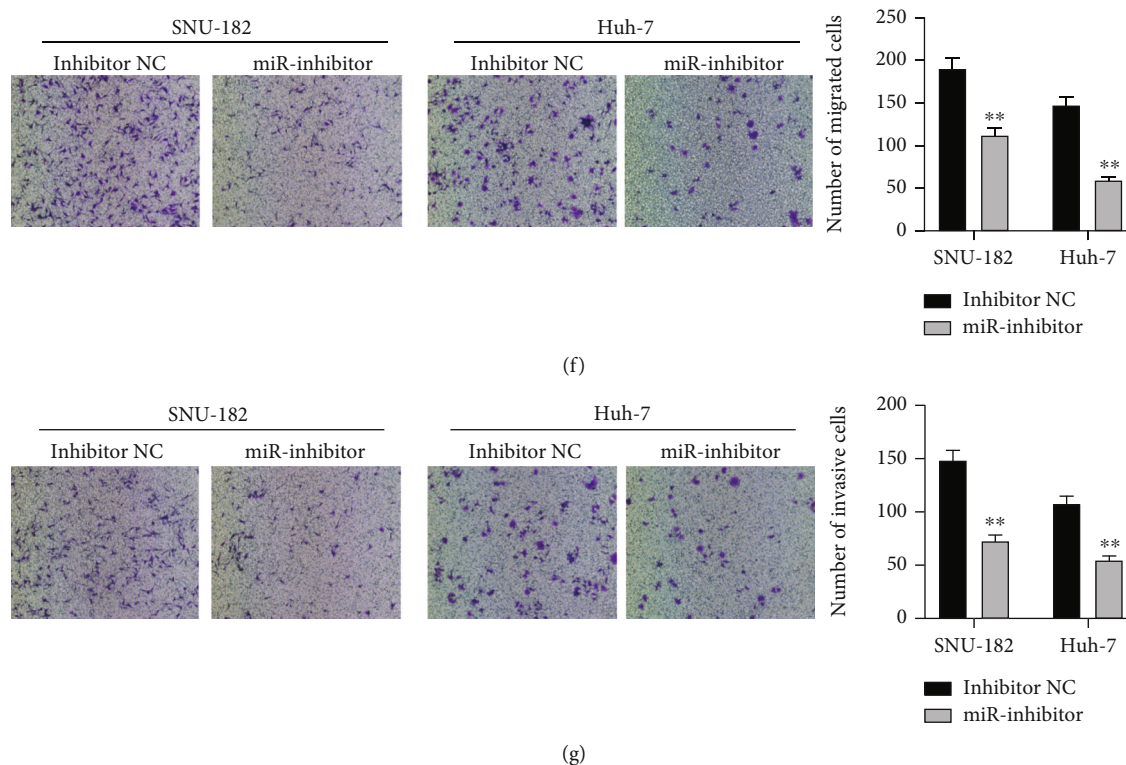 SNU-182
Huh-7
Inhibitor NC
miR-inhibitor
Inhibitor NC
miR-inhibitor
Number of migrated cells
250
200
150
100
50
0
**
**
SNU-182
Huh-7
Inhibitor NC
miR-inhibitor
(f)
SNU-182
Huh-7
Inhibitor NC
miR-inhibitor
Inhibitor NC
miR-inhibitor
Number of invasive cells
200
150
100
50
0
**
**
SNU-182
Huh-7
Inhibitor NC
miR-inhibitor
(g)